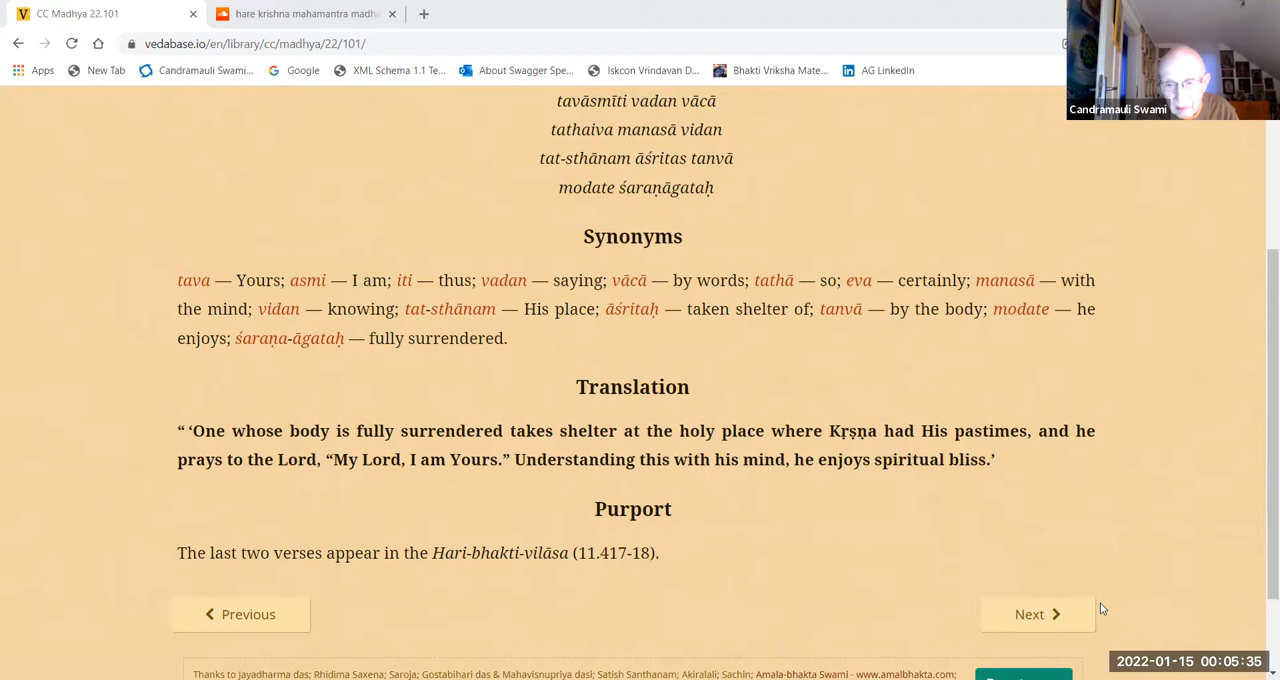 CC Madhya 22.101
hare krishna mahamantra madha
vedabase.io/en/library/cc/madhya/22/101/
Apps New Tab Candramauli Swami... Google XML Schema 1.1 Te... About Swagger Spe... Iskcon Vrindavan D... Bhakti Vriksha Mate... AG LinkedIn
Candramauli Swami
tavāsmīti vadan vācā
tathaiva manasā vidan
tat-sthānam āśritas tanvā
modate śaraṇāgataḥ
Synonyms
tava — Yours; asmi — I am; iti — thus; vadan — saying; vācā — by words; tathā — so; eva — certainly; manasā — with
the mind; vidan — knowing; tat-sthānam — His place; āśritaḥ — taken shelter of; tanvā — by the body; modate — he
enjoys; śaraṇa-āgataḥ — fully surrendered.
Translation
“ ‘One whose body is fully surrendered takes shelter at the holy place where Kṛṣṇa had His pastimes, and he
prays to the Lord, “My Lord, I am Yours.” Understanding this with his mind, he enjoys spiritual bliss.’
Purport
The last two verses appear in the Hari-bhakti-vilāsa (11.417-18).
Previous
Next
2022-01-15 00:05:35
Thanks to Jayadharma das; Rhidima Saxena; Saroja; Gostabihari das & Mahavisnupriya dasi; Satish Santhanam; Akiralali; Sachin; Amala-bhakta Swami - www.amalbhakta.com;